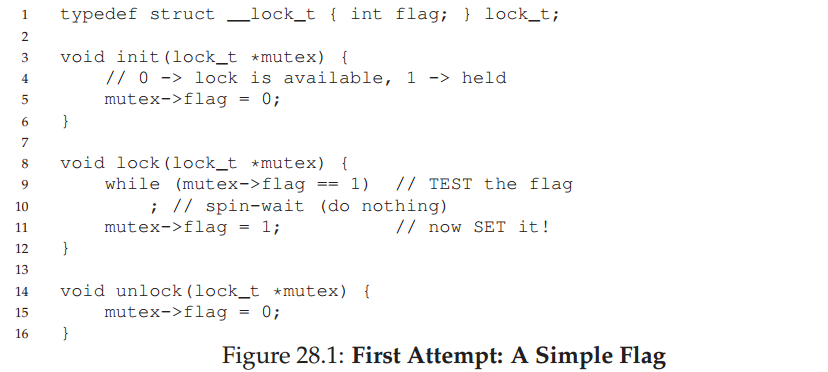 1 typedef struct __lock_t { int flag; } lock_t;
2
3 void init(lock_t *mutex) {
4 // 0 -> lock is available, 1 -> held
5 mutex->flag = 0;
6 }
7
8 void lock(lock_t *mutex) {
9 while (mutex->flag == 1) // TEST the flag
10 ; // spin-wait (do nothing)
11 mutex->flag = 1; // now SET it!
12 }
13
14 void unlock(lock_t *mutex) {
15 mutex->flag = 0;
16 }
Figure 28.1: First Attempt: A Simple Flag